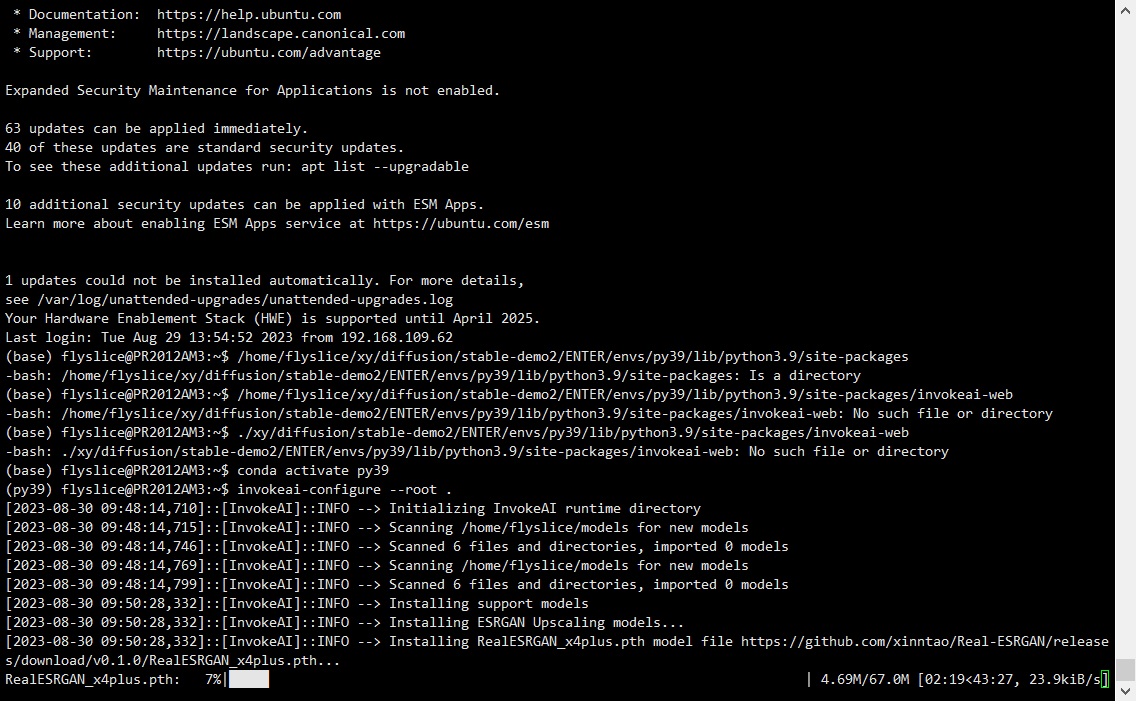 * Documentation:  https://help.ubuntu.com
* Management:     https://landscape.canonical.com
* Support:        https://ubuntu.com/advantage
Expanded Security Maintenance for Applications is not enabled.
63 updates can be applied immediately.
40 of these updates are standard security updates.
To see these additional updates run: apt list --upgradable
10 additional security updates can be applied with ESM Apps.
Learn more about enabling ESM Apps service at https://ubuntu.com/esm
1 updates could not be installed automatically. For more details,
see /var/log/unattended-upgrades/unattended-upgrades.log
Your Hardware Enablement Stack (HWE) is supported until April 2025.
Last login: Tue Aug 29 13:54:52 2023 from 192.168.109.62
(base) flyslice@PR2012AM3:~$ /home/flyslice/xy/diffusion/stable-demo2/ENTER/envs/py39/lib/python3.9/site-packages
-bash: /home/flyslice/xy/diffusion/stable-demo2/ENTER/envs/py39/lib/python3.9/site-packages: Is a directory
(base) flyslice@PR2012AM3:~$ /home/flyslice/xy/diffusion/stable-demo2/ENTER/envs/py39/lib/python3.9/site-packages/invokeai-web
-bash: /home/flyslice/xy/diffusion/stable-demo2/ENTER/envs/py39/lib/python3.9/site-packages/invokeai-web: No such file or directory
(base) flyslice@PR2012AM3:~$ ./xy/diffusion/stable-demo2/ENTER/envs/py39/lib/python3.9/site-packages/invokeai-web
-bash: ./xy/diffusion/stable-demo2/ENTER/envs/py39/lib/python3.9/site-packages/invokeai-web: No such file or directory
(base) flyslice@PR2012AM3:~$ conda activate py39
(py39) flyslice@PR2012AM3:~$ invokeai-configure --root .
[2023-08-30 09:48:14,710]::[InvokeAI]::INFO --> Initializing InvokeAI runtime directory
[2023-08-30 09:48:14,715]::[InvokeAI]::INFO --> Scanning /home/flyslice/models for new models
[2023-08-30 09:48:14,746]::[InvokeAI]::INFO --> Scanned 6 files and directories, imported 0 models
[2023-08-30 09:48:14,769]::[InvokeAI]::INFO --> Scanning /home/flyslice/models for new models
[2023-08-30 09:48:14,799]::[InvokeAI]::INFO --> Scanned 6 files and directories, imported 0 models
[2023-08-30 09:50:28,332]::[InvokeAI]::INFO --> Installing support models
[2023-08-30 09:50:28,332]::[InvokeAI]::INFO --> Installing ESRGAN Upscaling models...
[2023-08-30 09:50:28,332]::[InvokeAI]::INFO --> Installing RealESRGAN_x4plus.pth model file https://github.com/xinntao/Real-ESRGAN/release
s/download/v0.1.0/RealESRGAN_x4plus.pth...
RealESRGAN_x4plus.pth:   7%| | 4.69M/67.0M [02:19<43:27, 23.9kiB/s]